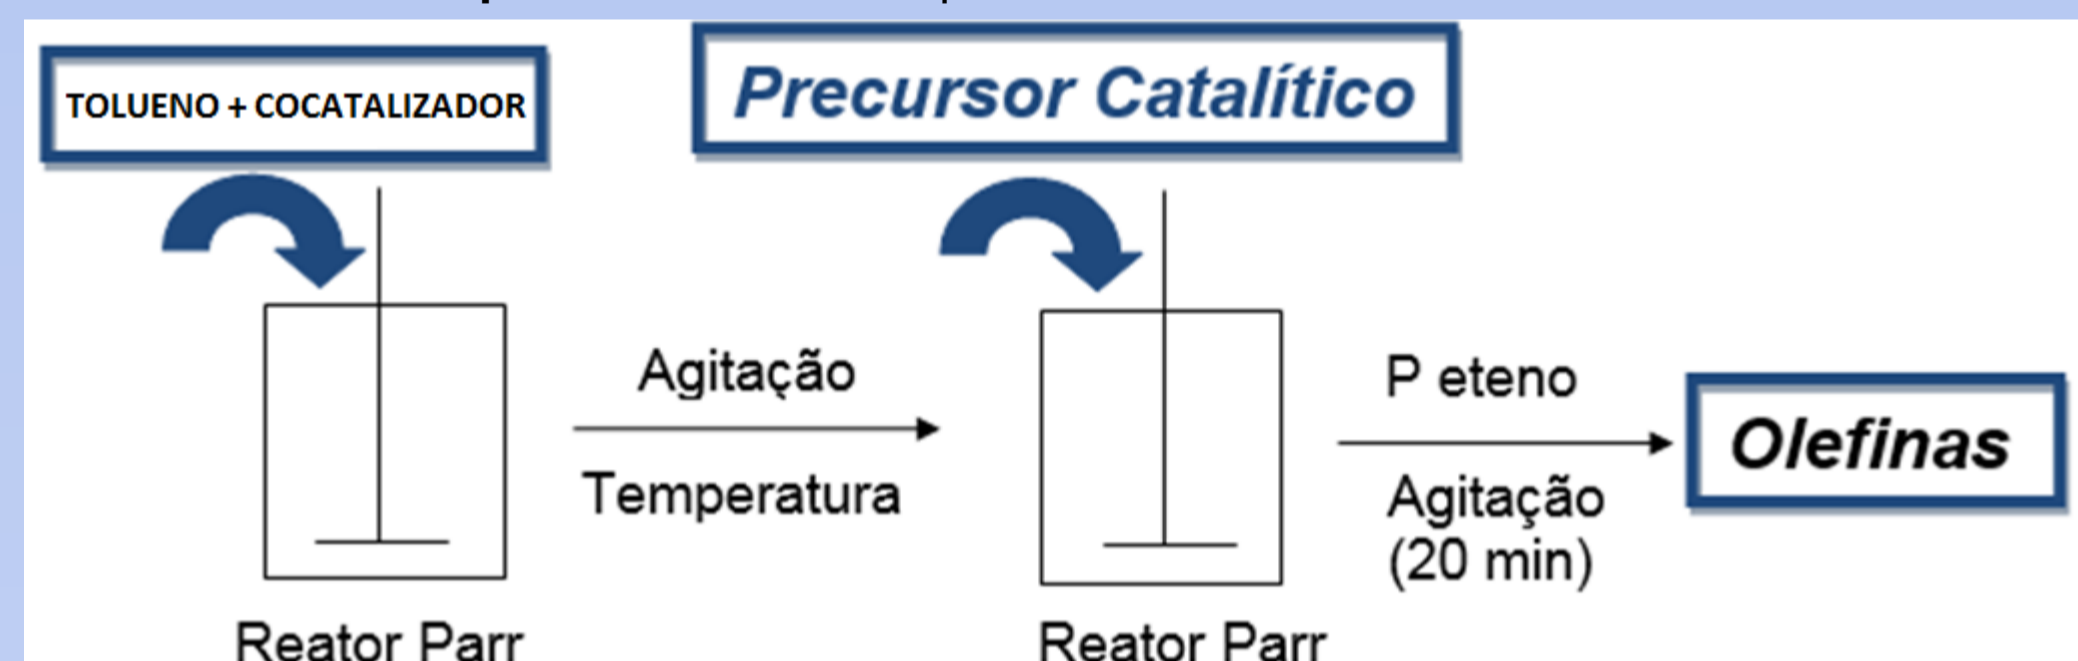 TOLUENO + COCATALIZADOR
Precursor Catalítico
Agitação
Temperatura
P eteno
Agitação
(20 min)
Olefinas
Reator Parr
Reator Parr